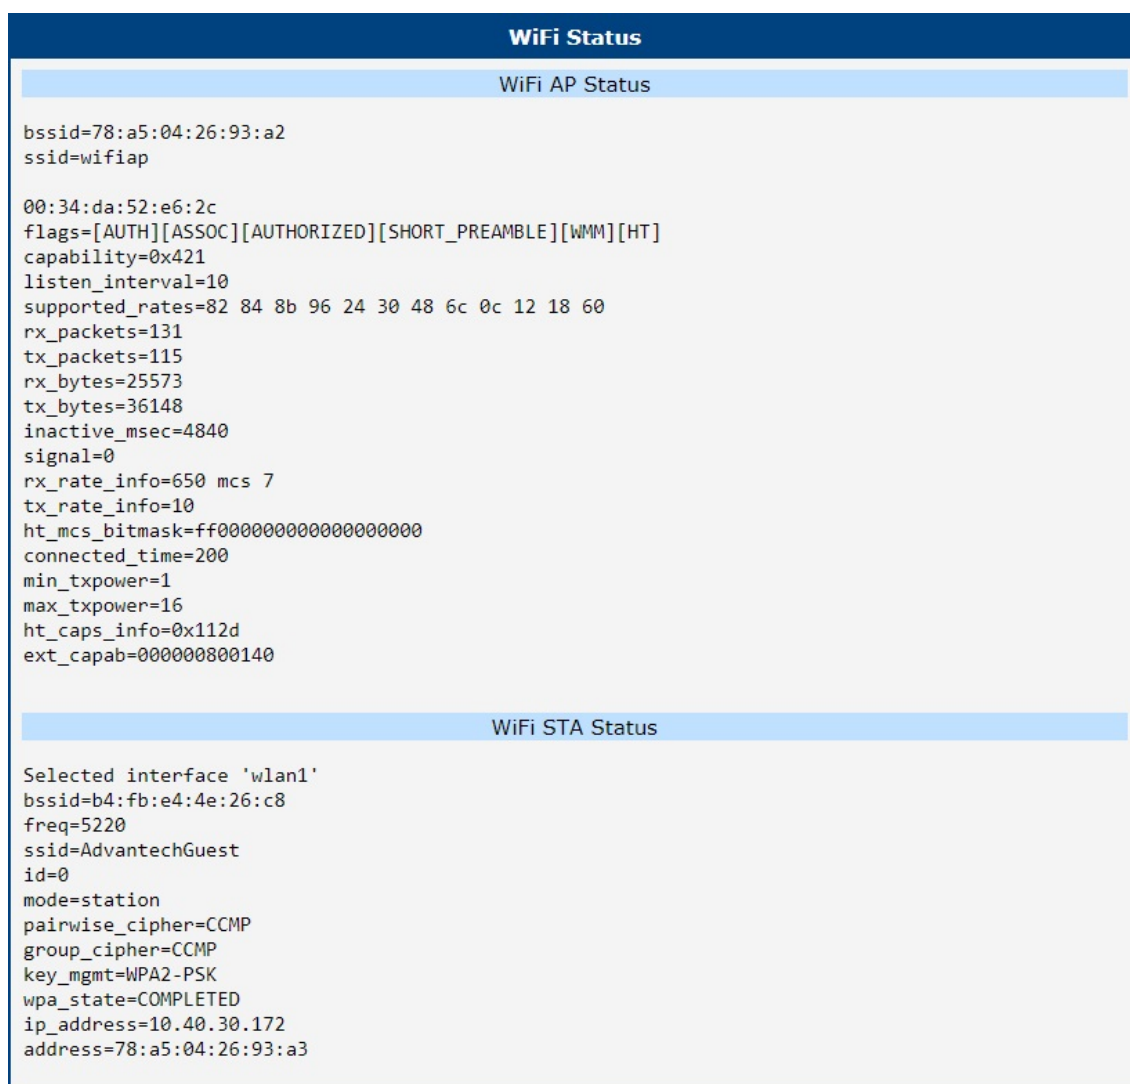 WiFi Status
WiFi AP Status
bssid=78:a5:04:26:93:a2
ssid=wifiap
00:34:da:52:e6:2c
flags=[AUTH][ASSOC][AUTHORIZED][SHORT_PREAMBLE][WMM][HT]
capability=0x421
listen_interval=10
supported_rates=82 84 8b 96 24 30 48 6c 0c 12 18 60
rx_packets=131
tx_packets=115
rx_bytes=25573
tx_bytes=36148
inactive_msec=4840
signal=0
rx_rate_info=650 mcs 7
tx_rate_info=10
ht_mcs_bitmask=ff000000000000000000
connected_time=200
min_txpower=1
max_txpower=16
ht_caps_info=0x112d
ext_capab=000000800140
WiFi STA Status
Selected interface 'wlan1'
bssid=b4:fb:e4:4e:26:c8
freq=5220
ssid=AdvantechGuest
id=0
mode=station
pairwise_cipher=CCMP
group_cipher=CCMP
key_mgmt=WPA2-PSK
wpa_state=COMPLETED
ip_address=10.40.30.172
address=78:a5:04:26:93:a3